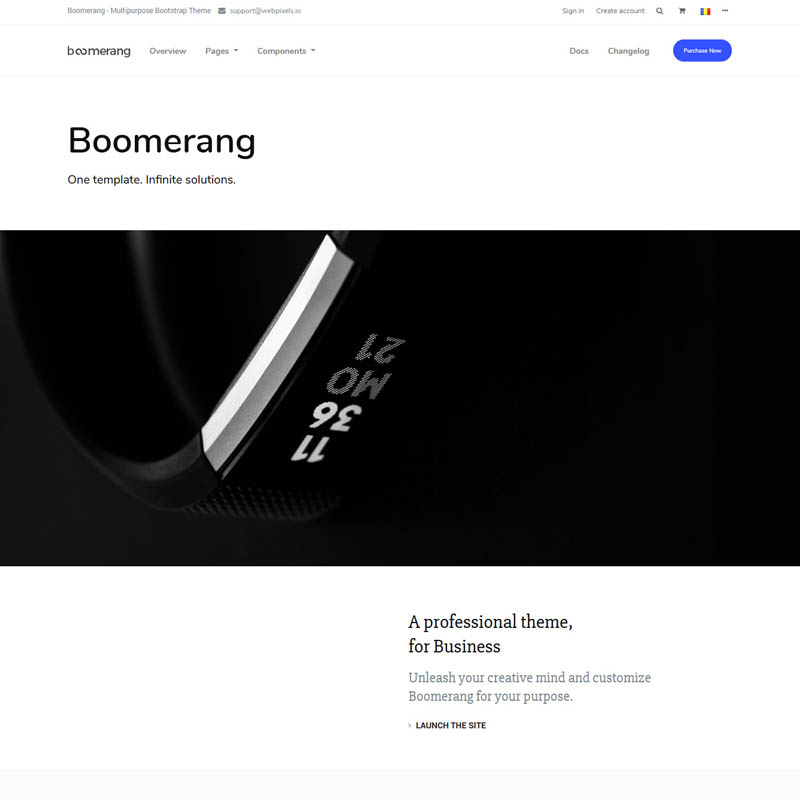 Boomerang - Multipurpose Bootstrap Theme support@webpixels.io Sign in Create account
boomerang Overview Pages Components Docs Changelog Purchase Now
Boomerang
One template. Infinite solutions.
21
MO
36
11
A professional theme,
for Business
Unleash your creative mind and customize
Boomerang for your purpose.
› LAUNCH THE SITE